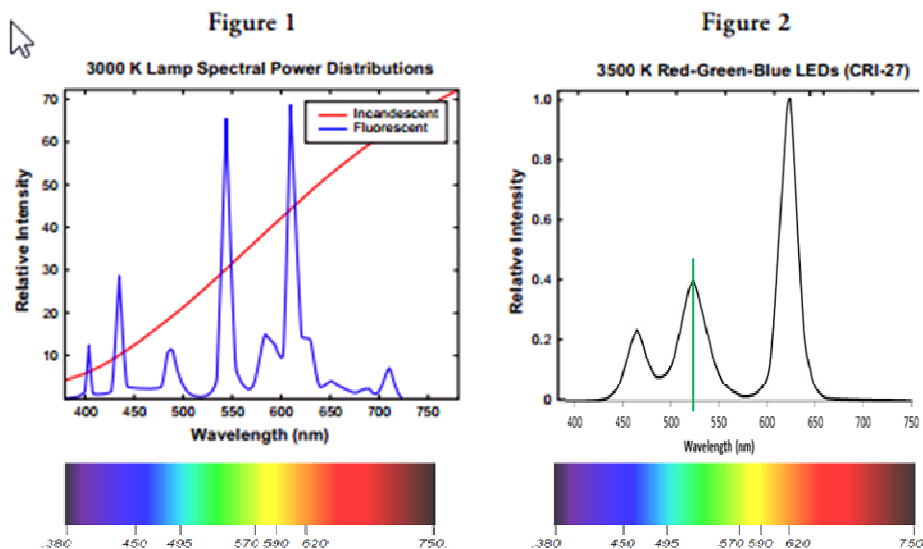 Figure 1
3000 K Lamp Spectral Power Distributions
Incandescent
Fluorescent
Relative Intensity
70
60
50
40
30
20
10
400 450 500 550 600 650 700 750
Wavelength (nm)
.380 450 495 570 590 620 750.
Figure 2
3500 K Red-Green-Blue LEDs (CRI-27)
Relative Intensity
1.0
0.8
0.6
0.4
0.2
0
400 450 500 550 600 650 700 750
Wavelength (nm)
.380 450 495 570 590 620 750.